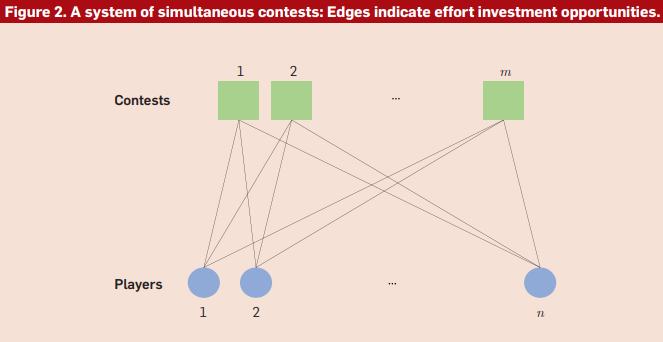 Figure 2. A system of simultaneous contests: Edges indicate effort investment opportunities.
1 2 m
Contests ...
Players ...
1 2 n